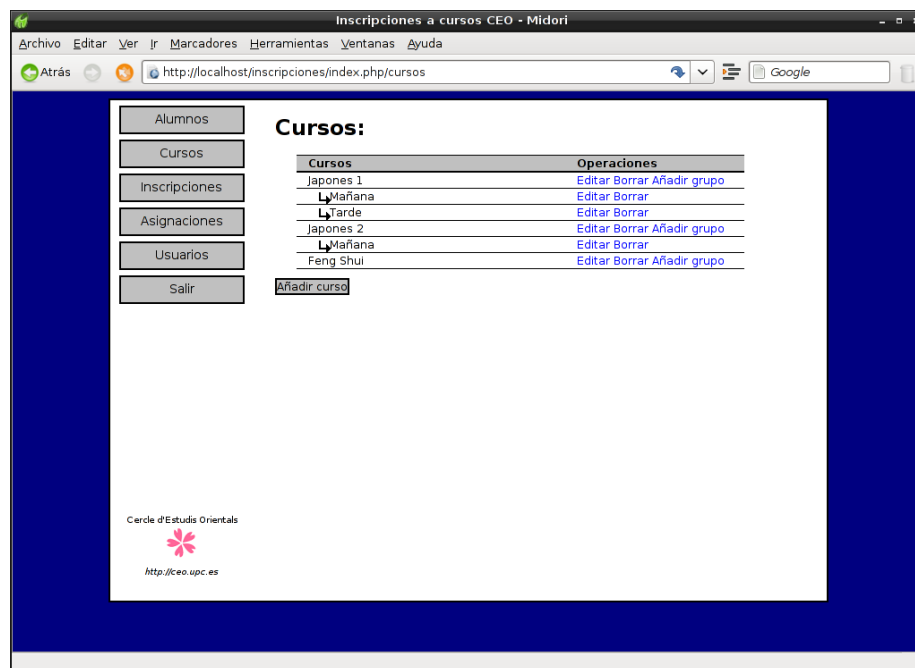 Inscripciones a cursos CEO - Midori
Archivo Editar Ver Ir Marcadores Herramientas Ventanas Ayuda
Atrás http://localhost/inscripciones/index.php/cursos Google
Alumnos
Cursos
Inscripciones
Asignaciones
Usuarios
Salir
Cursos:
Cursos Operaciones
Japones 1 Editar Borrar Añadir grupo
Mañana Editar Borrar
Tarde Editar Borrar
Japones 2 Editar Borrar Añadir grupo
Mañana Editar Borrar
Feng Shui Editar Borrar Añadir grupo
Añadir curso
Cercle d'Estudis Orientals
http://ceo.upc.es